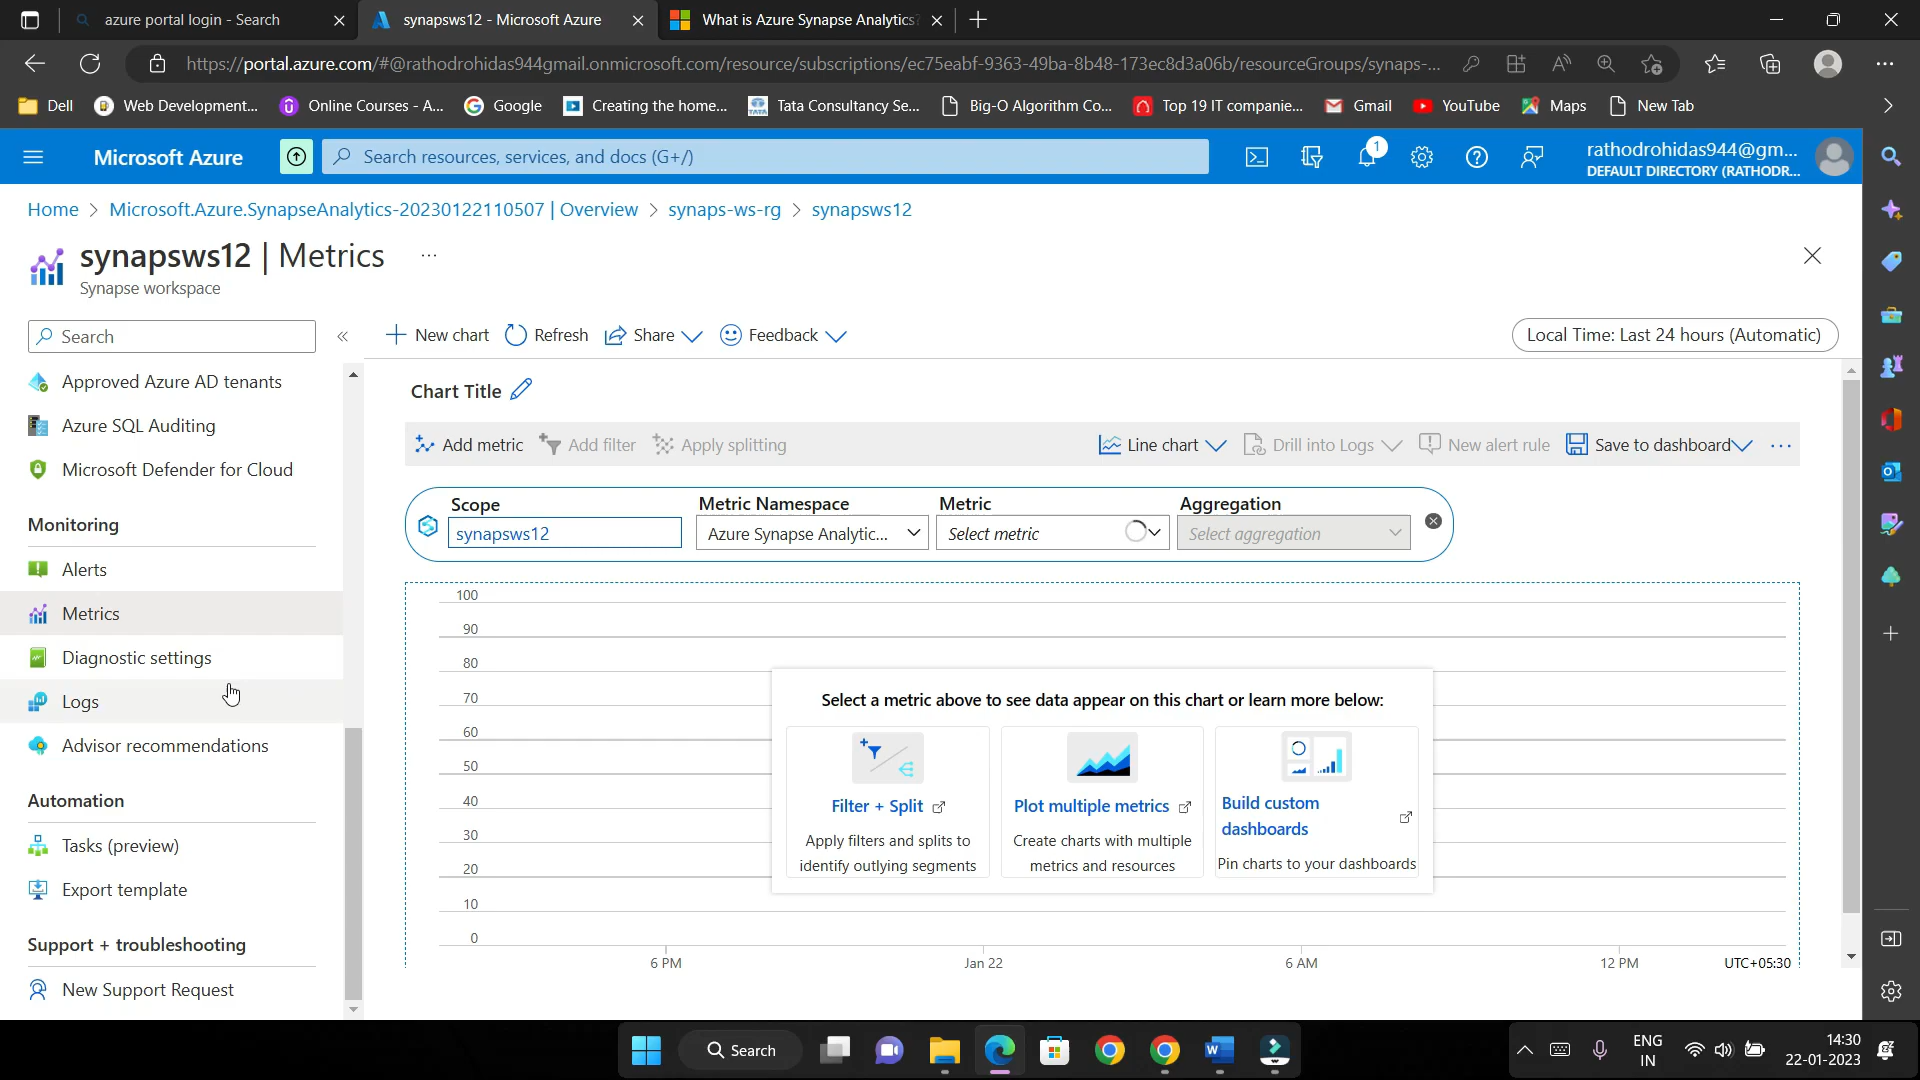 azure portal login - Search
synapsws12 - Microsoft Azure
What is Azure Synapse Analytics
https://portal.azure.com/#@rathodrohidas944gmail.onmicrosoft.com/resource/subscriptions/ec75eabf-9363-49ba-8b48-173ec8d3a06b/resourceGroups/synaps-...
Dell
Web Development...
Online Courses - A...
Google
Creating the home...
Tata Consultancy Se...
Big-O Algorithm Co...
Top 19 IT companie...
Gmail
YouTube
Maps
New Tab
Microsoft Azure
Search resources, services, and docs (G+/)
1
rathodrohidas944@gm...
DEFAULT DIRECTORY (RATHODR...
Home > Microsoft.Azure.SynapseAnalytics-20230122110507 | Overview > synaps-ws-rg > synapsws12
synapsws12 | Metrics ...
Synapse workspace
Search
«
New chart
Refresh
Share
Feedback
Local Time: Last 24 hours (Automatic)
Approved Azure AD tenants
Azure SQL Auditing
Microsoft Defender for Cloud
Monitoring
Alerts
Metrics
Diagnostic settings
Logs
Advisor recommendations
Automation
Tasks (preview)
Export template
Support + troubleshooting
New Support Request
Chart Title
Add metric
Add filter
Apply splitting
Line chart
Drill into Logs
New alert rule
Save to dashboard
...
Scope
synapsws12
Metric Namespace
Azure Synapse Analytic...
Metric
Select metric
Aggregation
Select aggregation
100
90
80
70
60
50
40
30
20
10
0
Select a metric above to see data appear on this chart or learn more below:
Filter + Split
Apply filters and splits to
identify outlying segments
Plot multiple metrics
Create charts with multiple
metrics and resources
Build custom
dashboards
Pin charts to your dashboards
6 PM
Jan 22
6 AM
12 PM
UTC+05:30
Search
ENG
IN
14:30
22-01-2023